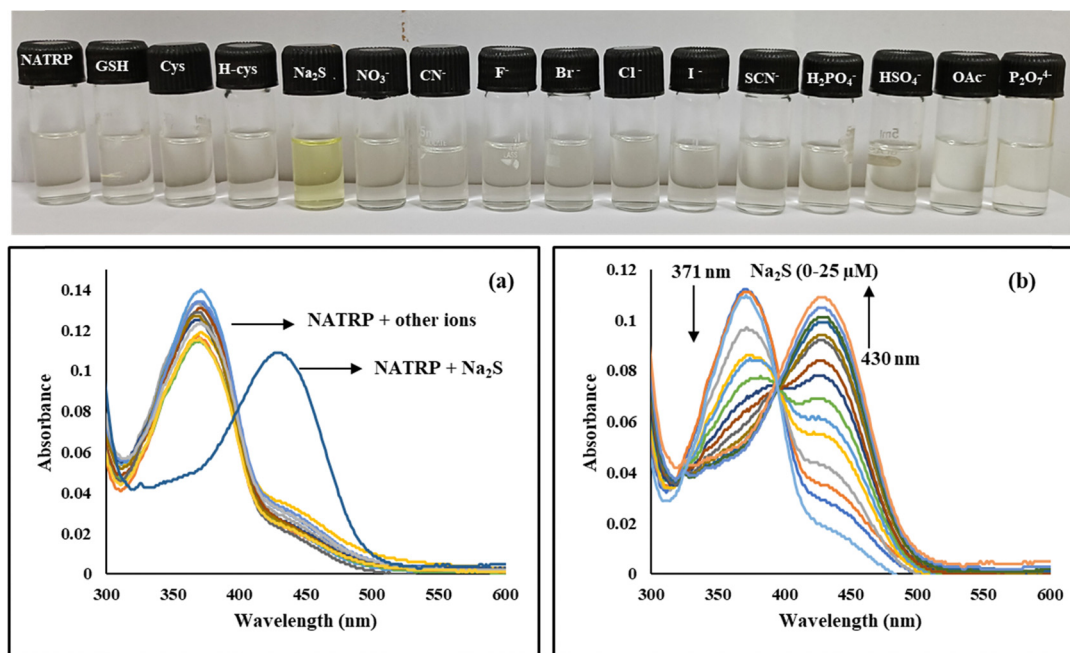 NATRP GSH Cys H-cys Na₂S NO₃⁻ CN⁻ F⁻ Br⁻ Cl⁻ I⁻ SCN⁻ H₂PO₄⁻ HSO₄⁻ OAc⁻ P₂O₇⁴⁻
5ml
(a)
NATRP + other ions
NATRP + Na₂S
Absorbance
0.14
0.12
0.1
0.08
0.06
0.04
0.02
0
300 350 400 450 500 550 600
Wavelength (nm)
(b)
371 nm Na₂S (0-25 µM)
430 nm
Absorbance
0.12
0.1
0.08
0.06
0.04
0.02
0
300 350 400 450 500 550 600
Wavelength (nm)